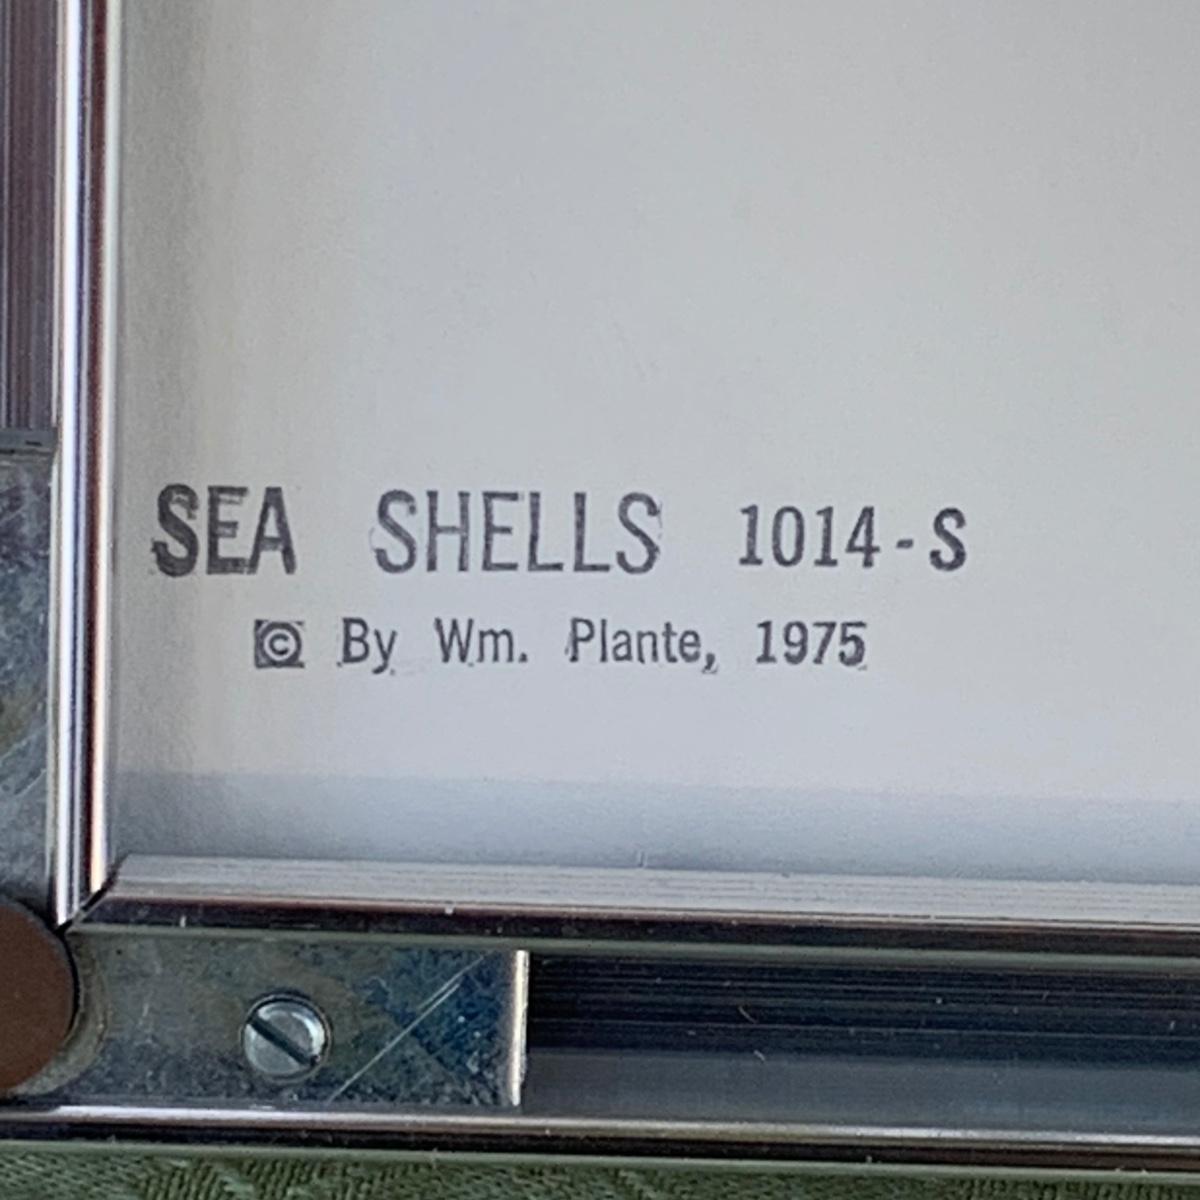 SEA SHELLS 1014-S
© By Wm. Plante, 1975